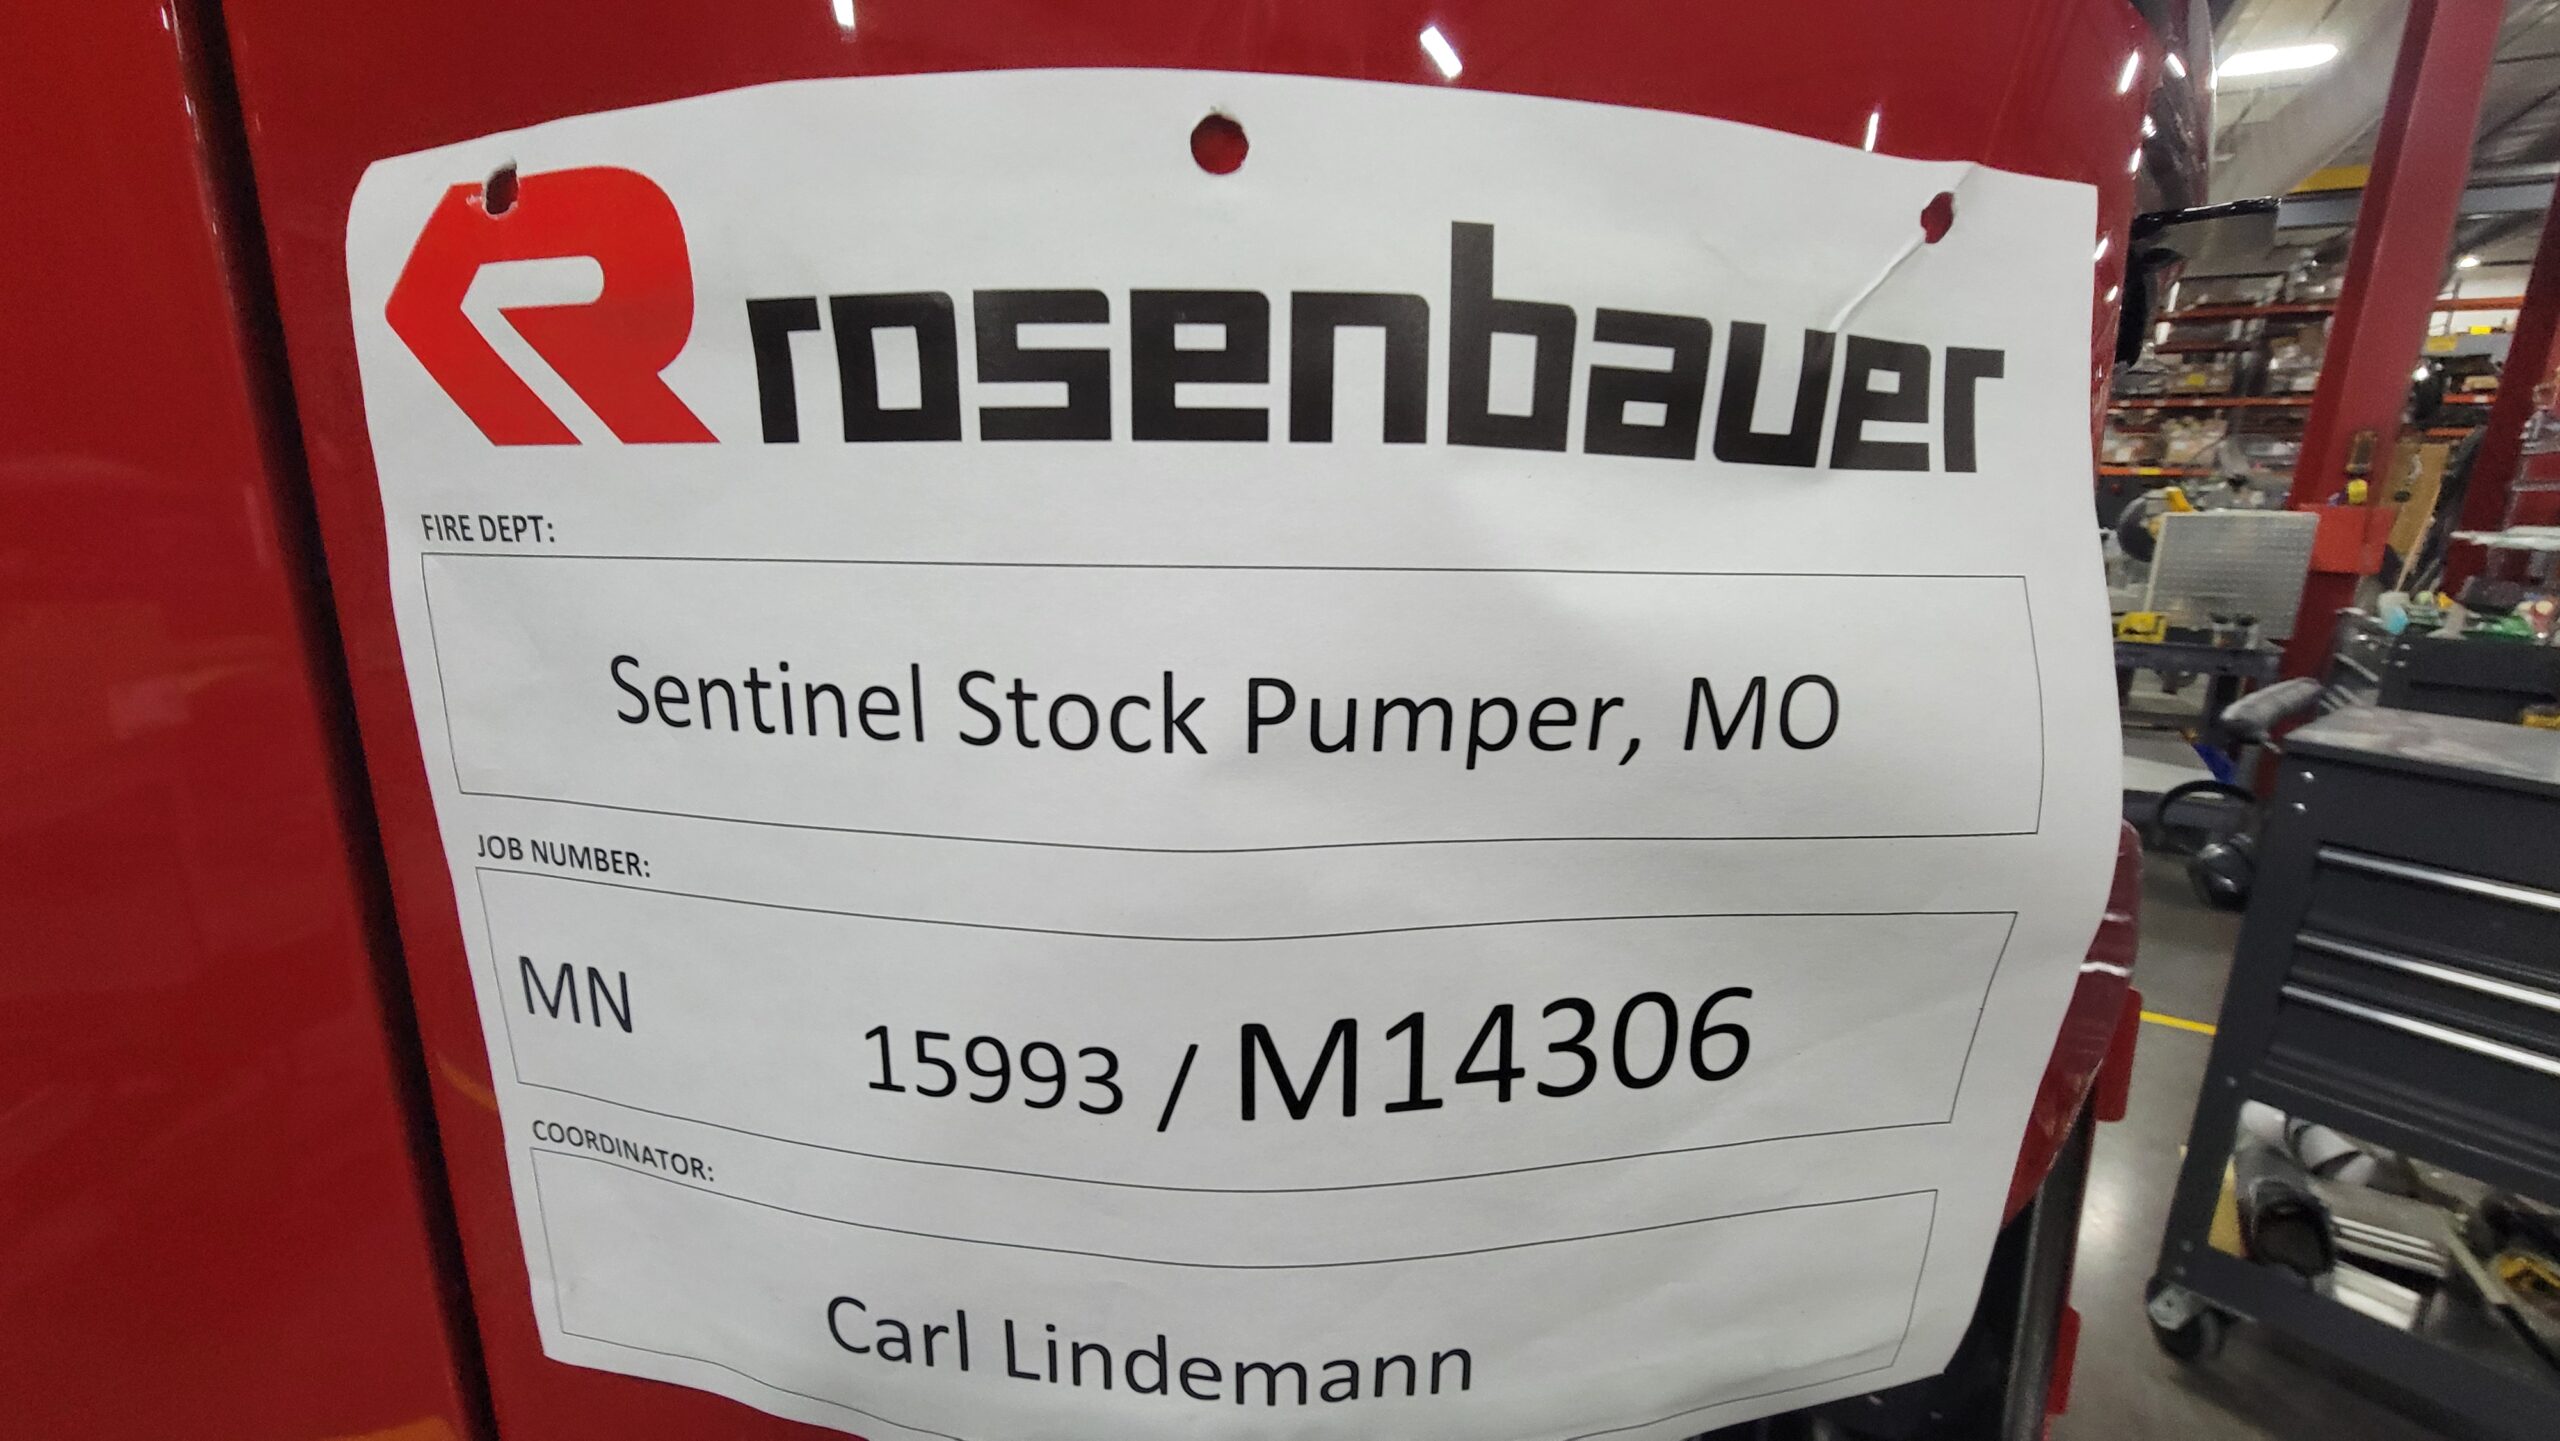 rosenbauer
FIRE DEPT:
Sentinel Stock Pumper, MO
JOB NUMBER:
MN 15993 / M14306
COORDINATOR:
Carl Lindemann